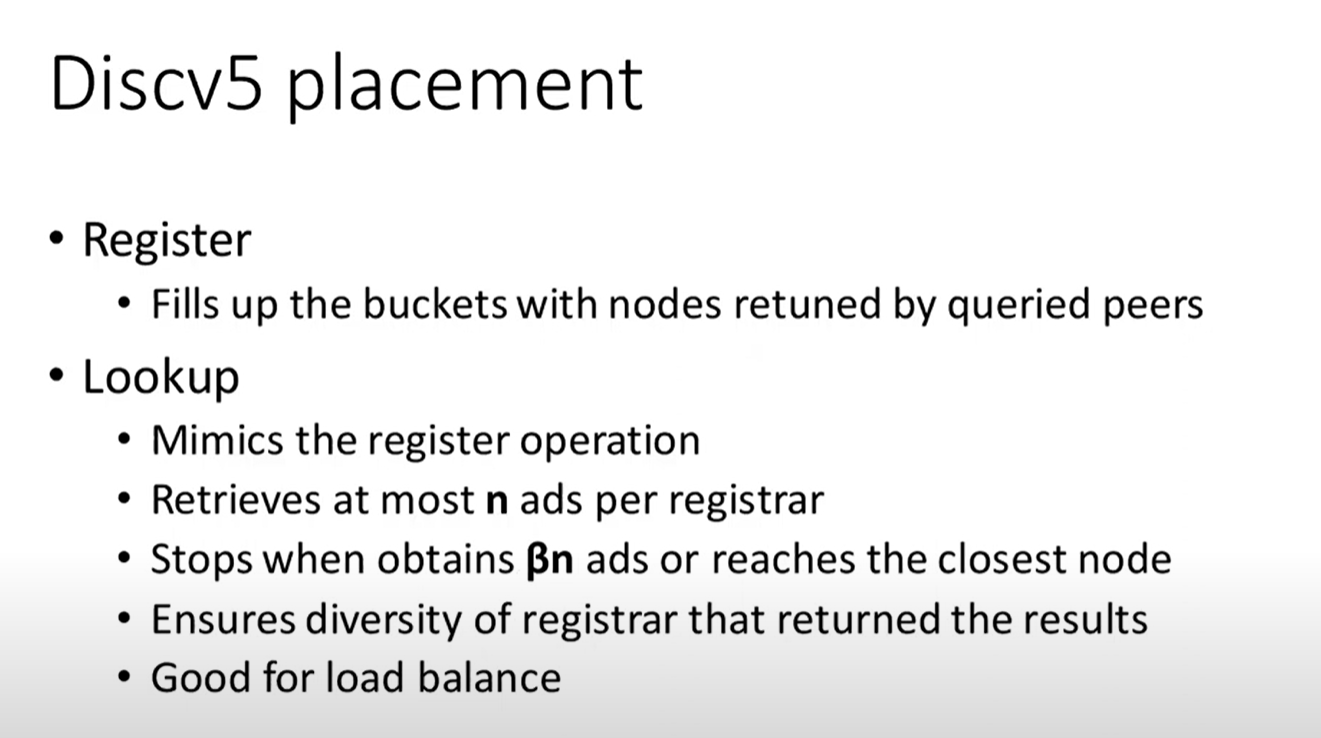 Discv5 placement
• Register
• Fills up the buckets with nodes retuned by queried peers
• Lookup
• Mimics the register operation
• Retrieves at most n ads per registrar
• Stops when obtains βn ads or reaches the closest node
• Ensures diversity of registrar that returned the results
• Good for load balance